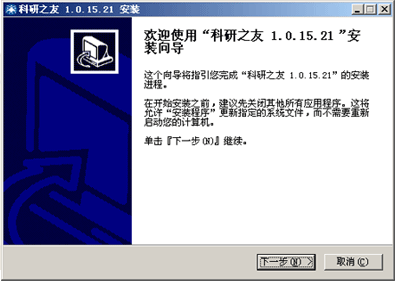 科研之友 1.0.15.21 安装
欢迎使用“科研之友 1.0.15.21”安
装向导
这个向导将指引您完成“科研之友 1.0.15.21”的安装
进程。
在开始安装之前，建议先关闭其他所有应用程序。这将
允许“安装程序”更新指定的系统文件，而不需要重新
启动您的计算机。
单击『下一步(N)』继续。
下一步(N) >
取消(C)